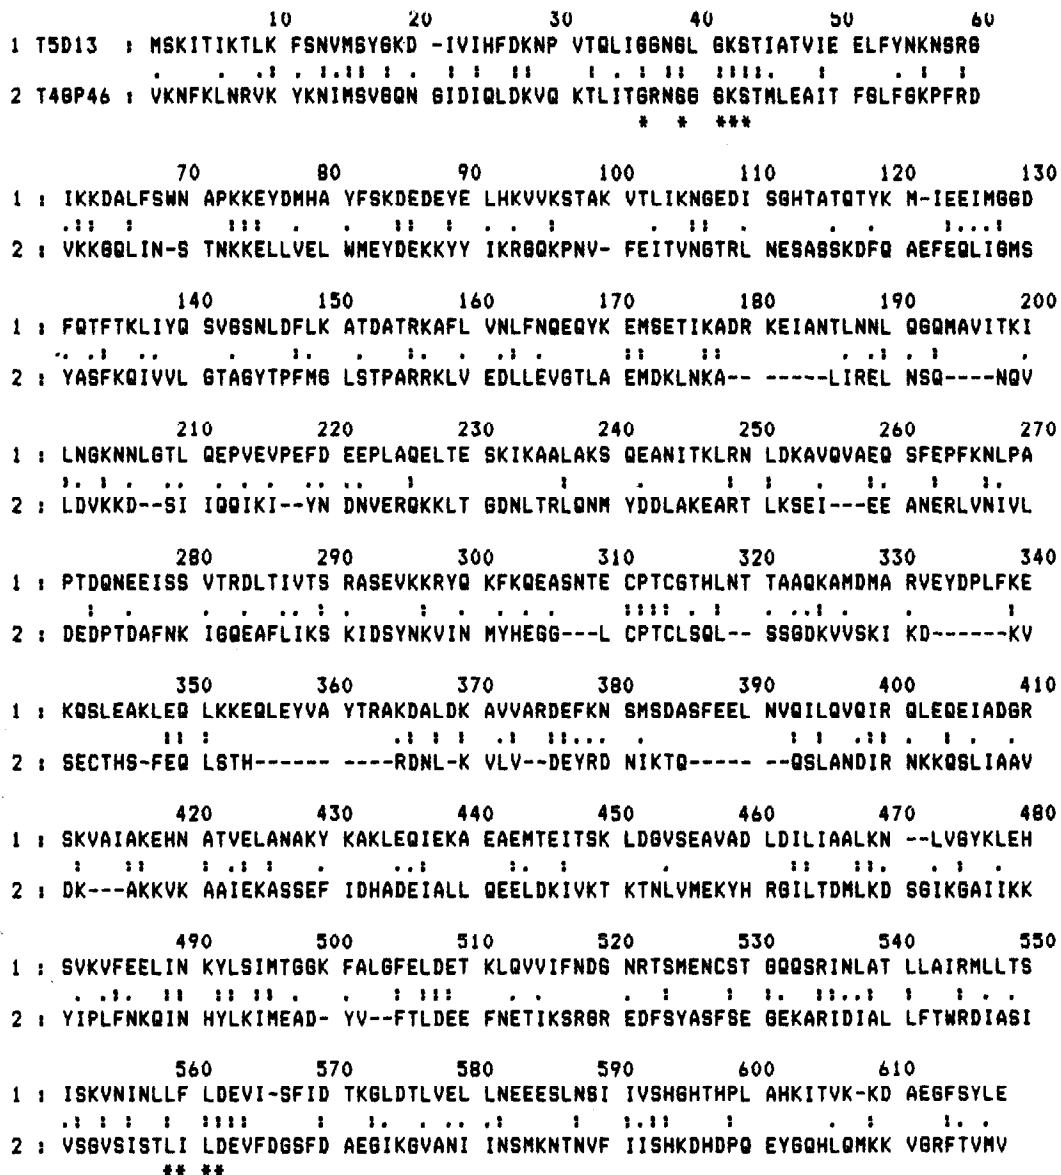 10 20 30 40 50 60
1 T5D13 : MSKITIKTLK FSNVMSYGKD -IVIHFDKNP VTQLIGGNGL GKSTIATVIE ELFYNKNSRG
2 T4GP46 : VKNFKLNRVK YKNIMSVGQN GIDIQLDKVQ KTLITGRNGG GKSTMLEAIT FGLFGKPFRD
* * ***
70 80 90 100 110 120 130
1 : IKKDALFSWN APKKEYDMHA YFSKDEDEYE LHKVVKSTAK VTLIKNGEDI SGHTATQTYK M-IEEIMGGD
2 : VKKGQLIN-S TNKKELLVEL WMEYDEKKYY IKRGQKPNV- FEITVNGTRL NESASSKDFQ AEFEQLIGMS
140 150 160 170 180 190 200
1 : FQTFTKLIYQ SVGSNLDFLK ATDATRKAFL VNLFNQEQYK EMSETIKADR KEIANTLNNL QGQMAVITKI
2 : YASFKQIVVL GTAGYTPFMG LSTPARRKLV EDLLEVGTLA EMDKLNKA-- -----LIREL NSQ----NQV
210 220 230 240 250 260 270
1 : LNGKNNLGTL QEPVEVPEFD EEPLAQELTE SKIKAALAKS QEANITKLRN LDKAVQVAEQ SFEPFKNLPA
2 : LDVKKD--SI IQQIKI--YN DNVERQKKLT GDNLTRLQNM YDDLAKEART LKSEI---EE ANERLVNIVL
280 290 300 310 320 330 340
1 : PTDQNEEISS VTRDLTIVTS RASEVKKRYQ KFKQEASNTE CPTCGTHLNT TAAQKAMDMA RVEYDPLFKE
2 : DEDPTDAFNK IGQEAFLIKS KIDSYNKVIN MYHEGG---L CPTCLSQL-- SSGDKVVSKI KD------KV
350 360 370 380 390 400 410
1 : KQSLEAKLEQ LKKEQLEYVA YTRAKDALDK AVVARDEFKN SMSDASFEEL NVQILQVQIR QLEQEIADGR
2 : SECTHS-FEQ LSTH------ ----RDNL-K VLV--DEYRD NIKTQ----- --QSLANDIR NKKQSLIAAV
420 430 440 450 460 470 480
1 : SKVAIAKEHN ATVELANAKY KAKLEQIEKA EAEMTEITSK LDGVSEAVAD LDILIAALKN --LVGYKLEH
2 : DK---AKKVK AAIEKASSEF IDHADEIALL QEELDKIVKT KTNLVMEKYH RGILTDMLKD SGIKGAIIKK
490 500 510 520 530 540 550
1 : SVKVFEELIN KYLSIMTGGK FALGFELDET KLQVVIFNDG NRTSMENCST GQQSRINLAT LLAIRMLLTS
2 : YIPLFNKQIN HYLKIMEAD- YV--FTLDEE FNETIKSRGR EDFSYASFSE GEKARIDIAL LFTWRDIASI
560 570 580 590 600 610
1 : ISKVNINLLF LDEVI-SFID TKGLDTLVEL LNEEESLNSI IVSHGHTHPL AHKITVK-KD AEGFSYLE
2 : VSGVSISTLI LDEVFDGSFD AEGIKGVANI INSMKNTNVF IISHKDHDPQ EYGQHLQMKK VGRFTVMV
** **